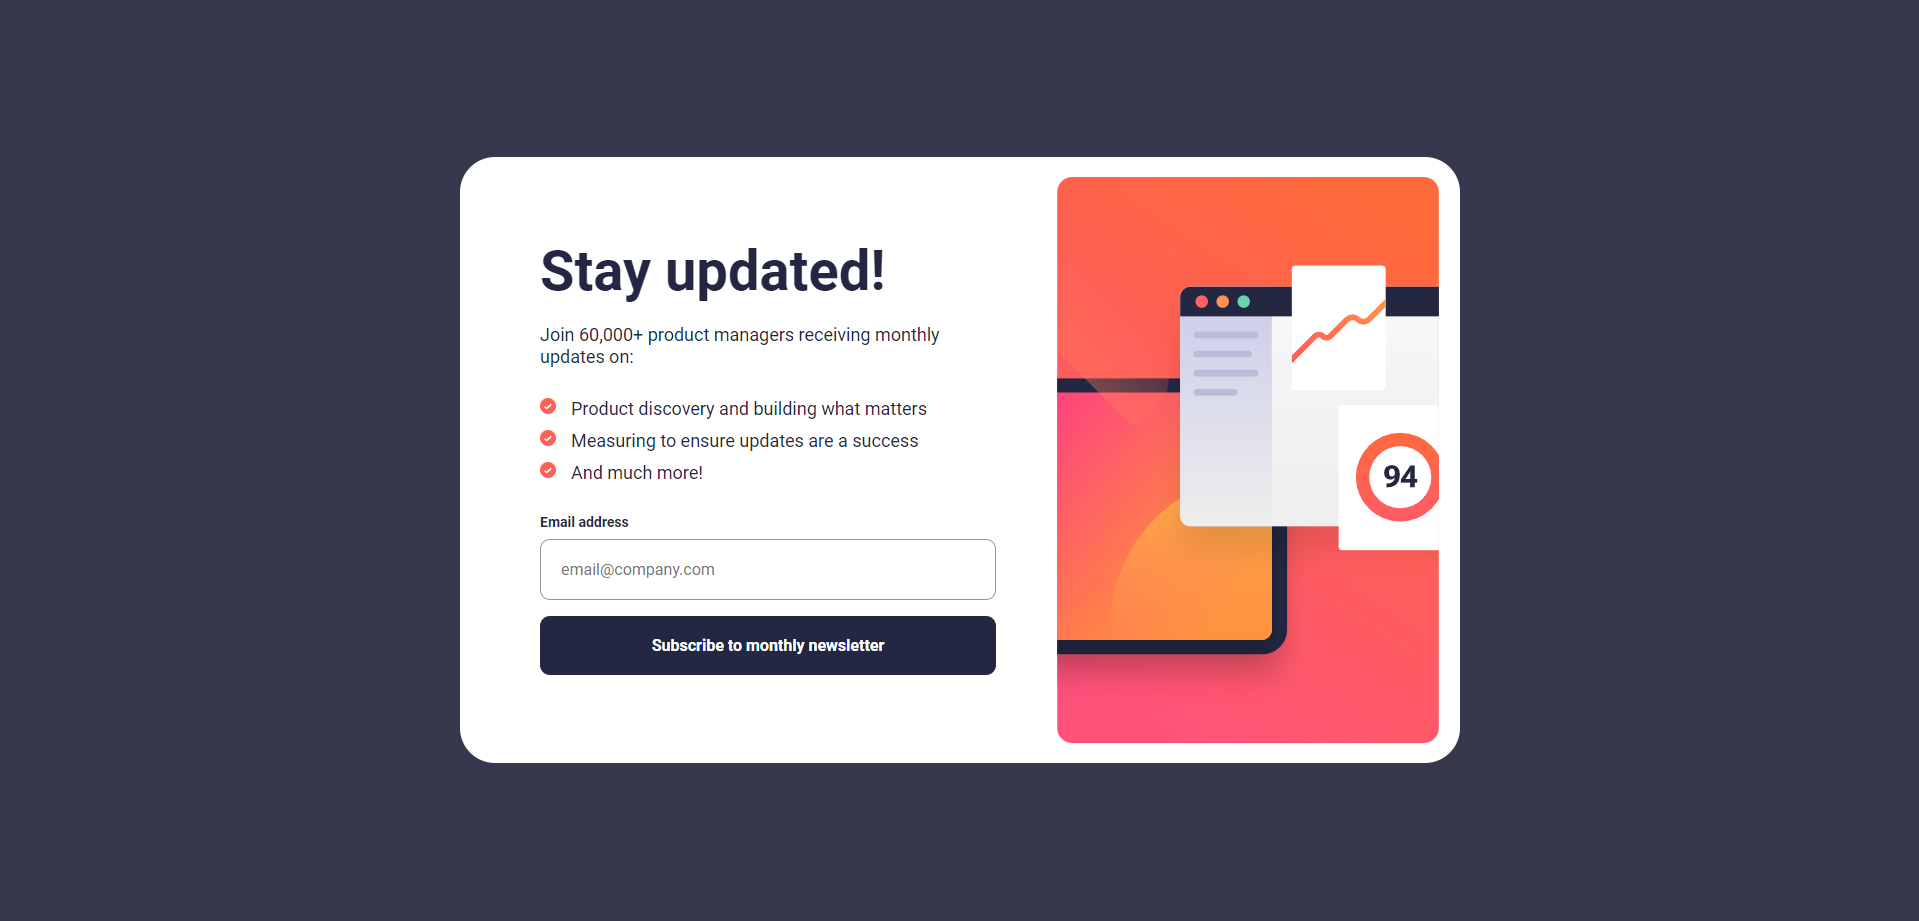 Stay updated!
Join 60,000+ product managers receiving monthly
updates on:
Product discovery and building what matters
Measuring to ensure updates are a success
And much more!
Email address
email@company.com
Subscribe to monthly newsletter
94